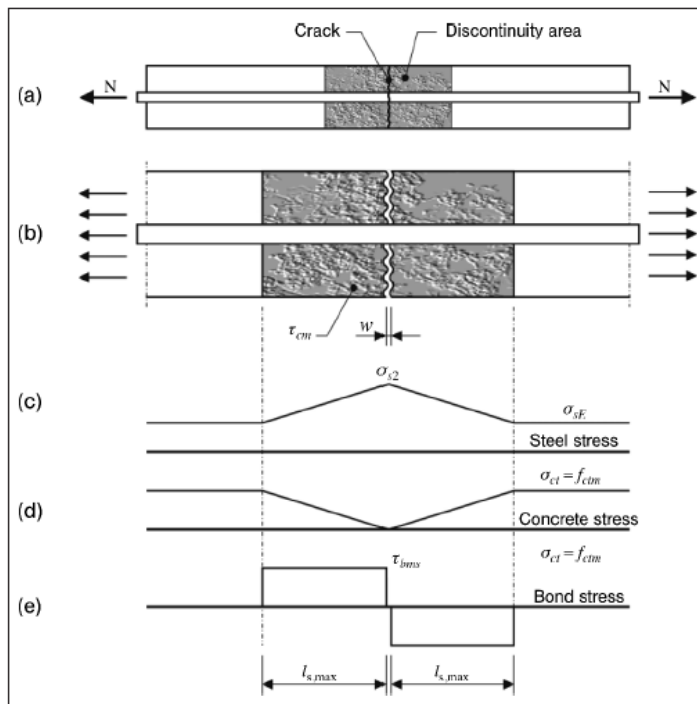 Crack Discontinuity area
(a)
N N
(b)
τcm
w
(c)
σs2
σsE
Steel stress
(d)
σct = fctm
Concrete stress
(e)
τbms
σct = fctm
Bond stress
ls,max ls,max